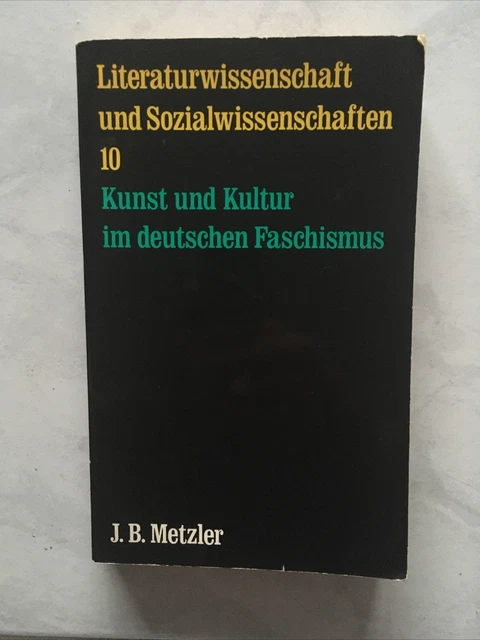 Literaturwissenschaft
und Sozialwissenschaften
10
Kunst und Kultur
im deutschen Faschismus
J. B. Metzler